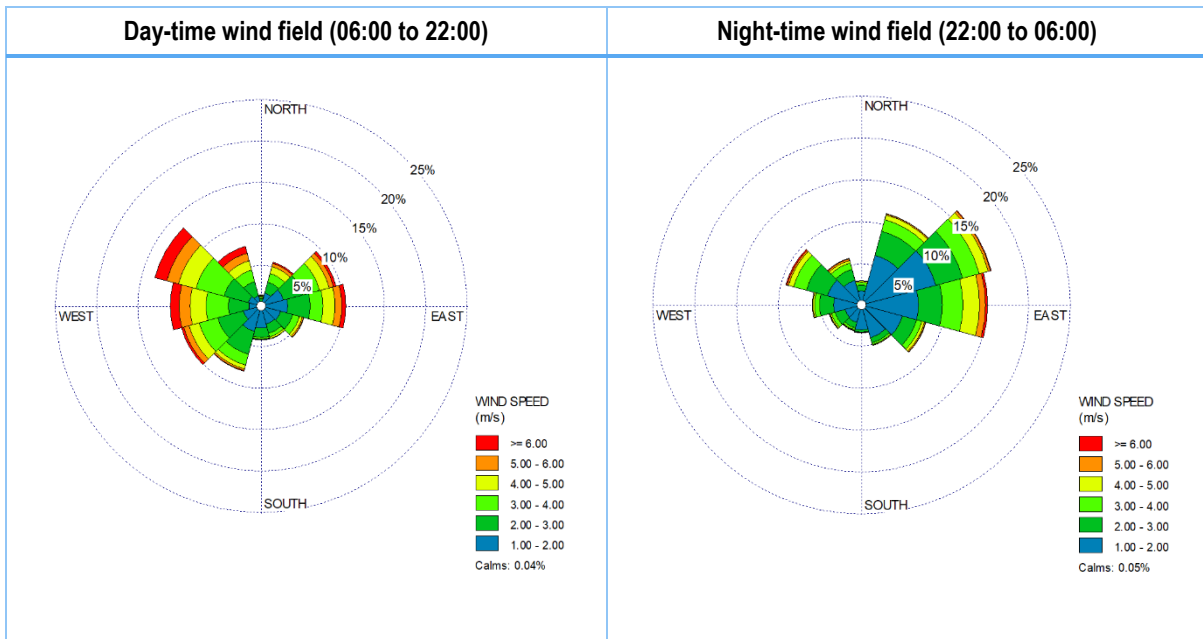 Day-time wind field (06:00 to 22:00)
Night-time wind field (22:00 to 06:00)
NORTH
25%
20%
15%
10%
5%
WEST
EAST
SOUTH
WIND SPEED
(m/s)
>= 6.00
5.00 - 6.00
4.00 - 5.00
3.00 - 4.00
2.00 - 3.00
1.00 - 2.00
Calms: 0.04%
NORTH
25%
20%
15%
10%
5%
WEST
EAST
SOUTH
WIND SPEED
(m/s)
>= 6.00
5.00 - 6.00
4.00 - 5.00
3.00 - 4.00
2.00 - 3.00
1.00 - 2.00
Calms: 0.05%